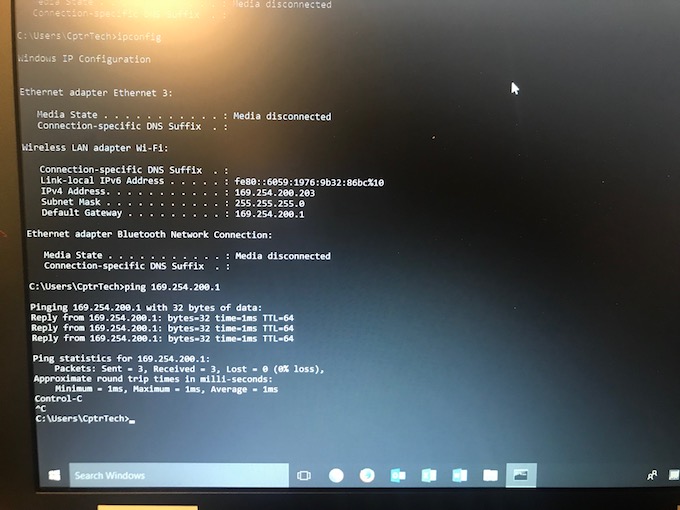 Media State . . . . . . . . . . . : Media disconnected
Connection-specific DNS Suffix . :
C:\Users\CptrTech>ipconfig
Windows IP Configuration
Ethernet adapter Ethernet 3:
Media State . . . . . . . . . . . : Media disconnected
Connection-specific DNS Suffix . :
Wireless LAN adapter Wi-Fi:
Connection-specific DNS Suffix . :
Link-local IPv6 Address . . . . . : fe80::6059:1976:9b32:86bc%10
IPv4 Address. . . . . . . . . . . : 169.254.200.203
Subnet Mask . . . . . . . . . . . : 255.255.255.0
Default Gateway . . . . . . . . . : 169.254.200.1
Ethernet adapter Bluetooth Network Connection:
Media State . . . . . . . . . . . : Media disconnected
Connection-specific DNS Suffix . :
C:\Users\CptrTech>ping 169.254.200.1
Pinging 169.254.200.1 with 32 bytes of data:
Reply from 169.254.200.1: bytes=32 time=1ms TTL=64
Reply from 169.254.200.1: bytes=32 time=1ms TTL=64
Reply from 169.254.200.1: bytes=32 time=1ms TTL=64
Ping statistics for 169.254.200.1:
Packets: Sent = 3, Received = 3, Lost = 0 (0% loss),
Approximate round trip times in milli-seconds:
Minimum = 1ms, Maximum = 1ms, Average = 1ms
Control-C
^C
C:\Users\CptrTech>_
Search Windows